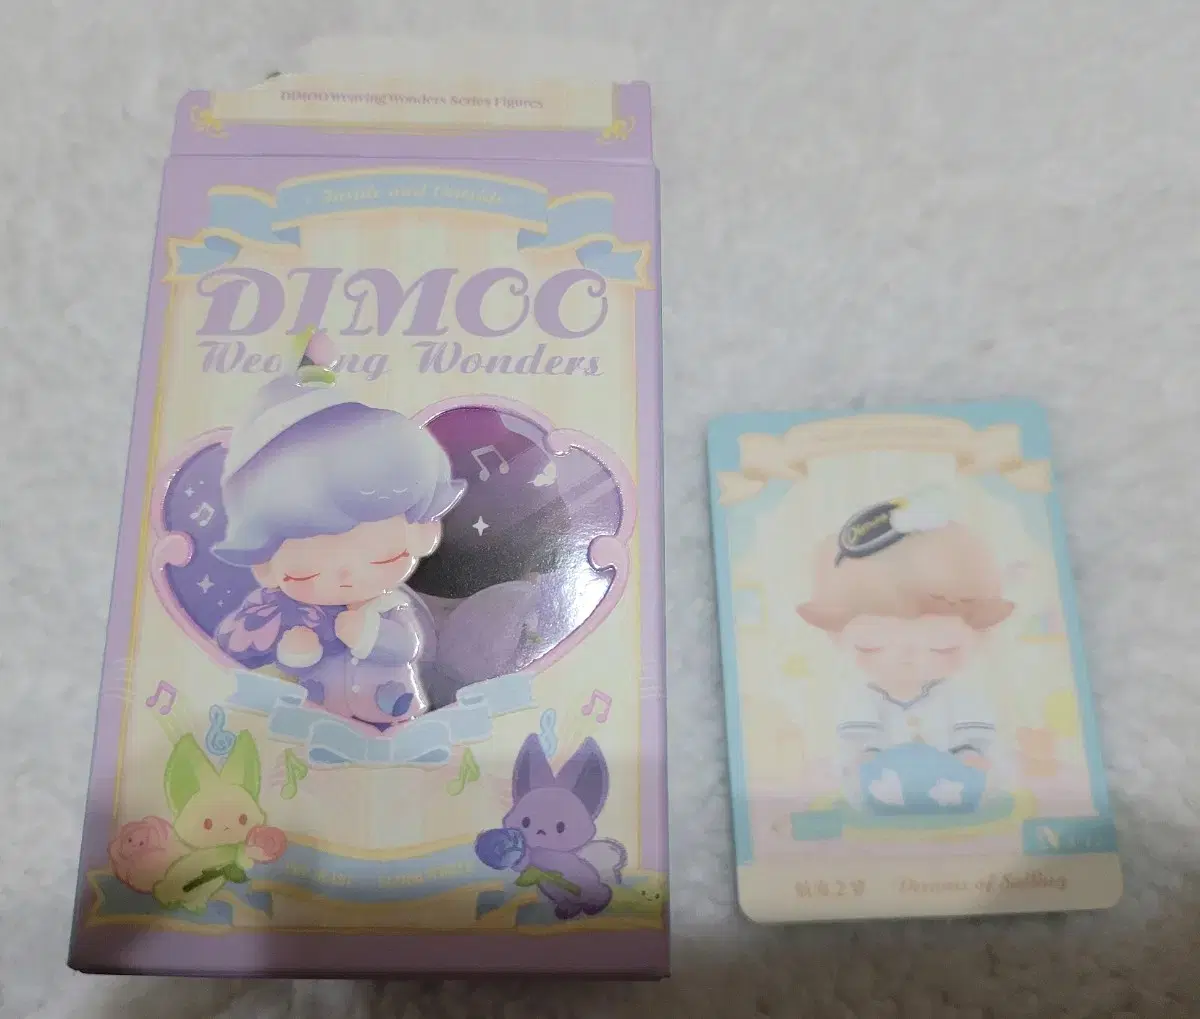 DIMOO Weaving Wonders Series Figures
Inside and Outside
DIMOO
Weaving Wonders
航海之梦 Dreams of Sailing